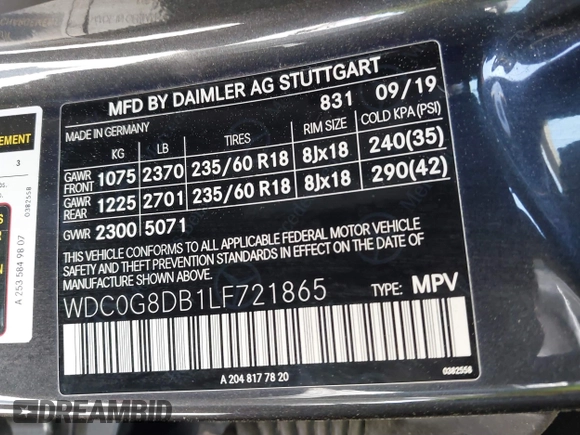 MFD BY DAIMLER AG STUTTGART
MADE IN GERMANY 831 09/19
KG LB TIRES RIM SIZE COLD KPA (PSI)
GAWR FRONT 1075 2370 235/60 R18 8Jx18 240(35)
GAWR REAR 1225 2701 235/60 R18 8Jx18 290(42)
GVWR 2300 5071
THIS VEHICLE CONFORMS TO ALL APPLICABLE FEDERAL MOTOR VEHICLE
SAFETY AND THEFT PREVENTION STANDARDS IN EFFECT ON THE DATE OF
MANUFACTURE.
WDC0G8DB1LF721865 TYPE: MPV
A 204 817 78 20
0382558
EMENT
3
lbs.
0382558
A 253 584 98 07
DREAMBID